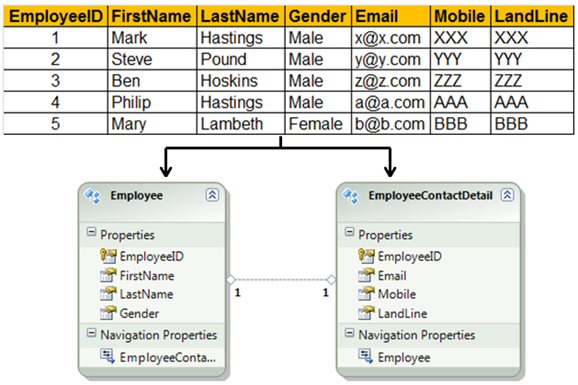 EmployeeID FirstName LastName Gender Email Mobile LandLine
1 Mark Hastings Male x@x.com XXX XXX
2 Steve Pound Male y@y.com YYY YYY
3 Ben Hoskins Male z@z.com ZZZ ZZZ
4 Philip Hastings Male a@a.com AAA AAA
5 Mary Lambeth Female b@b.com BBB BBB
Employee
Properties
EmployeeID
FirstName
LastName
Gender
Navigation Properties
EmployeeConta...
1 1
EmployeeContactDetail
Properties
EmployeeID
Email
Mobile
LandLine
Navigation Properties
Employee